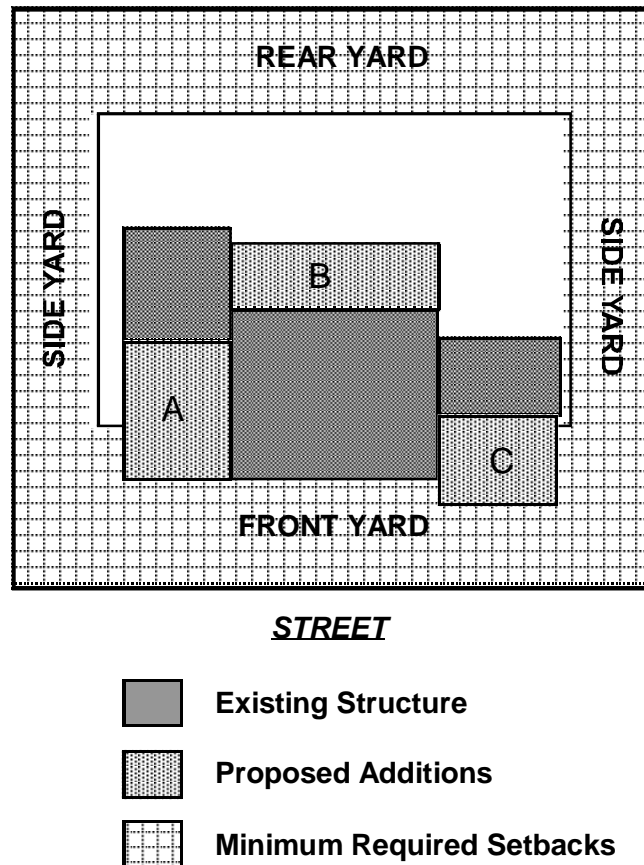 REAR YARD
SIDE YARD
SIDE YARD
B
A
C
FRONT YARD
STREET
Existing Structure
Proposed Additions
Minimum Required Setbacks